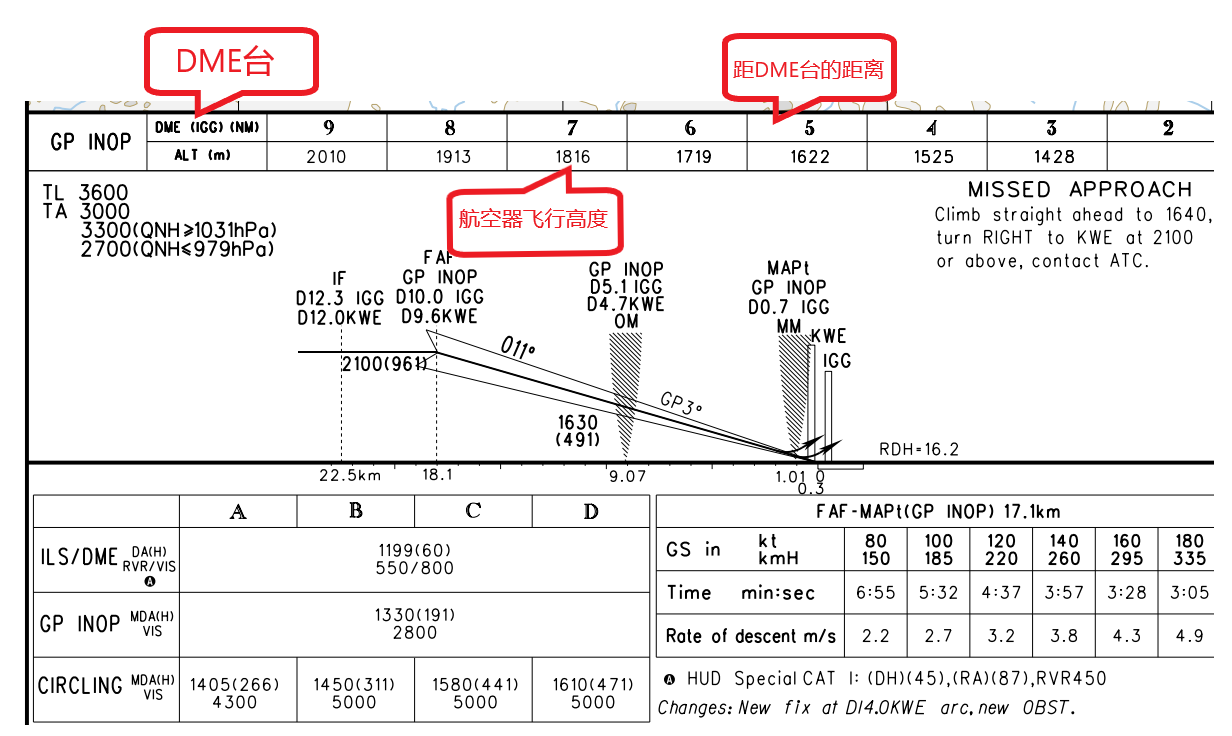 DME台
距DME台的距离
GP INOP
DME (IGG) (NM) 9 8 7 6 5 4 3 2
ALT (m) 2010 1913 1816 1719 1622 1525 1428
TL 3600
TA 3000
3300(QNH≥1031hPa)
2700(QNH≤979hPa)
航空器飞行高度
MISSED APPROACH
Climb straight ahead to 1640,
turn RIGHT to KWE at 2100
or above, contact ATC.
IF
D12.3 IGG
D12.0KWE
FAF
GP INOP
D10.0 IGG
D9.6KWE
GP INOP
D5.1 IGG
D4.7KWE
OM
MAPt
GP INOP
D0.7 IGG
MM
KWE
IGG
011°
2100(961)
GP3°
1630
(491)
RDH=16.2
22.5km 18.1 9.07 1.01 0
0.3
A B C D
ILS/DME DA(H)
RVR/VIS
A
1199(60)
550/800
GP INOP MDA(H)
VIS
1330(191)
2800
CIRCLING MDA(H)
VIS
1405(266) 1450(311) 1580(441) 1610(471)
4300 5000 5000 5000
FAF-MAPt(GP INOP) 17.1km
GS in kt 80 100 120 140 160 180
kmH 150 185 220 260 295 335
Time min:sec 6:55 5:32 4:37 3:57 3:28 3:05
Rate of descent m/s 2.2 2.7 3.2 3.8 4.3 4.9
A HUD Special CAT I: (DH)(45),(RA)(87),RVR450
Changes: New fix at D14.0KWE arc, new OBST.